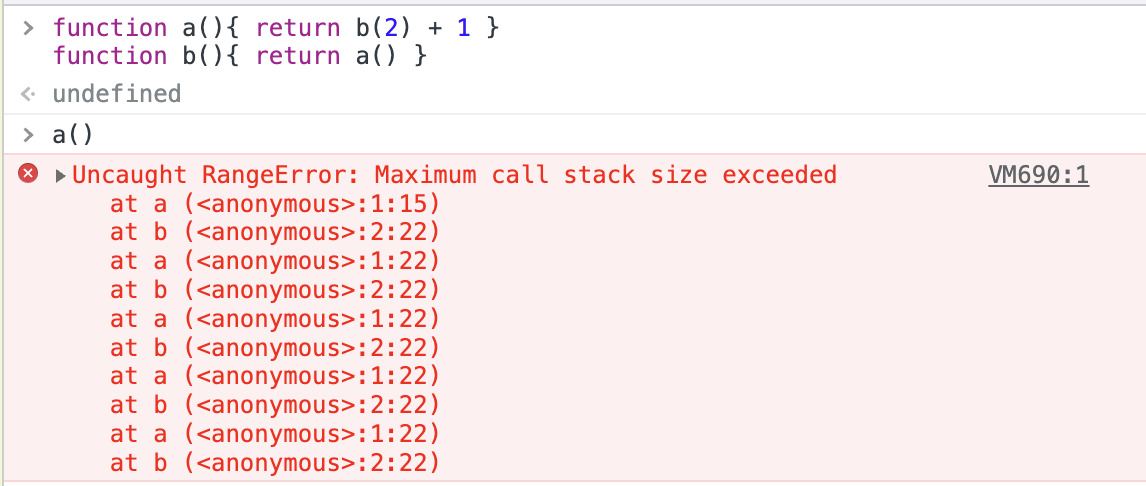 > function a(){ return b(2) + 1 }
function b(){ return a() }
<· undefined
> a()
▶Uncaught RangeError: Maximum call stack size exceeded VM690:1
at a (<anonymous>:1:15)
at b (<anonymous>:2:22)
at a (<anonymous>:1:22)
at b (<anonymous>:2:22)
at a (<anonymous>:1:22)
at b (<anonymous>:2:22)
at a (<anonymous>:1:22)
at b (<anonymous>:2:22)
at a (<anonymous>:1:22)
at b (<anonymous>:2:22)